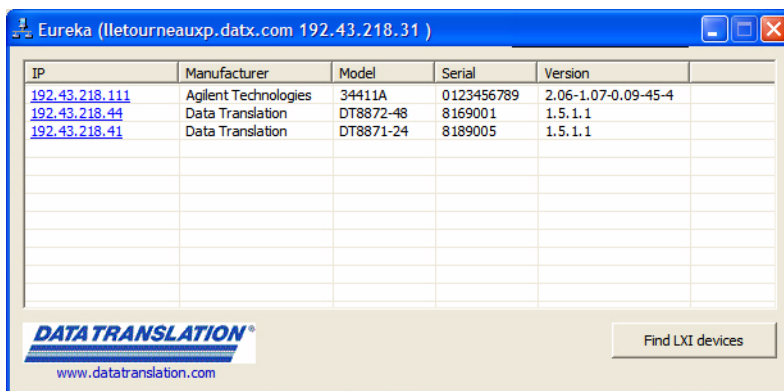 Eureka (lletourneauxp.datx.com 192.43.218.31 )
IP Manufacturer Model Serial Version
192.43.218.111 Agilent Technologies 34411A 0123456789 2.06-1.07-0.09-45-4
192.43.218.44 Data Translation DT8872-48 8169001 1.5.1.1
192.43.218.41 Data Translation DT8871-24 8189005 1.5.1.1
DATA TRANSLATION®
Find LXI devices
www.datatranslation.com